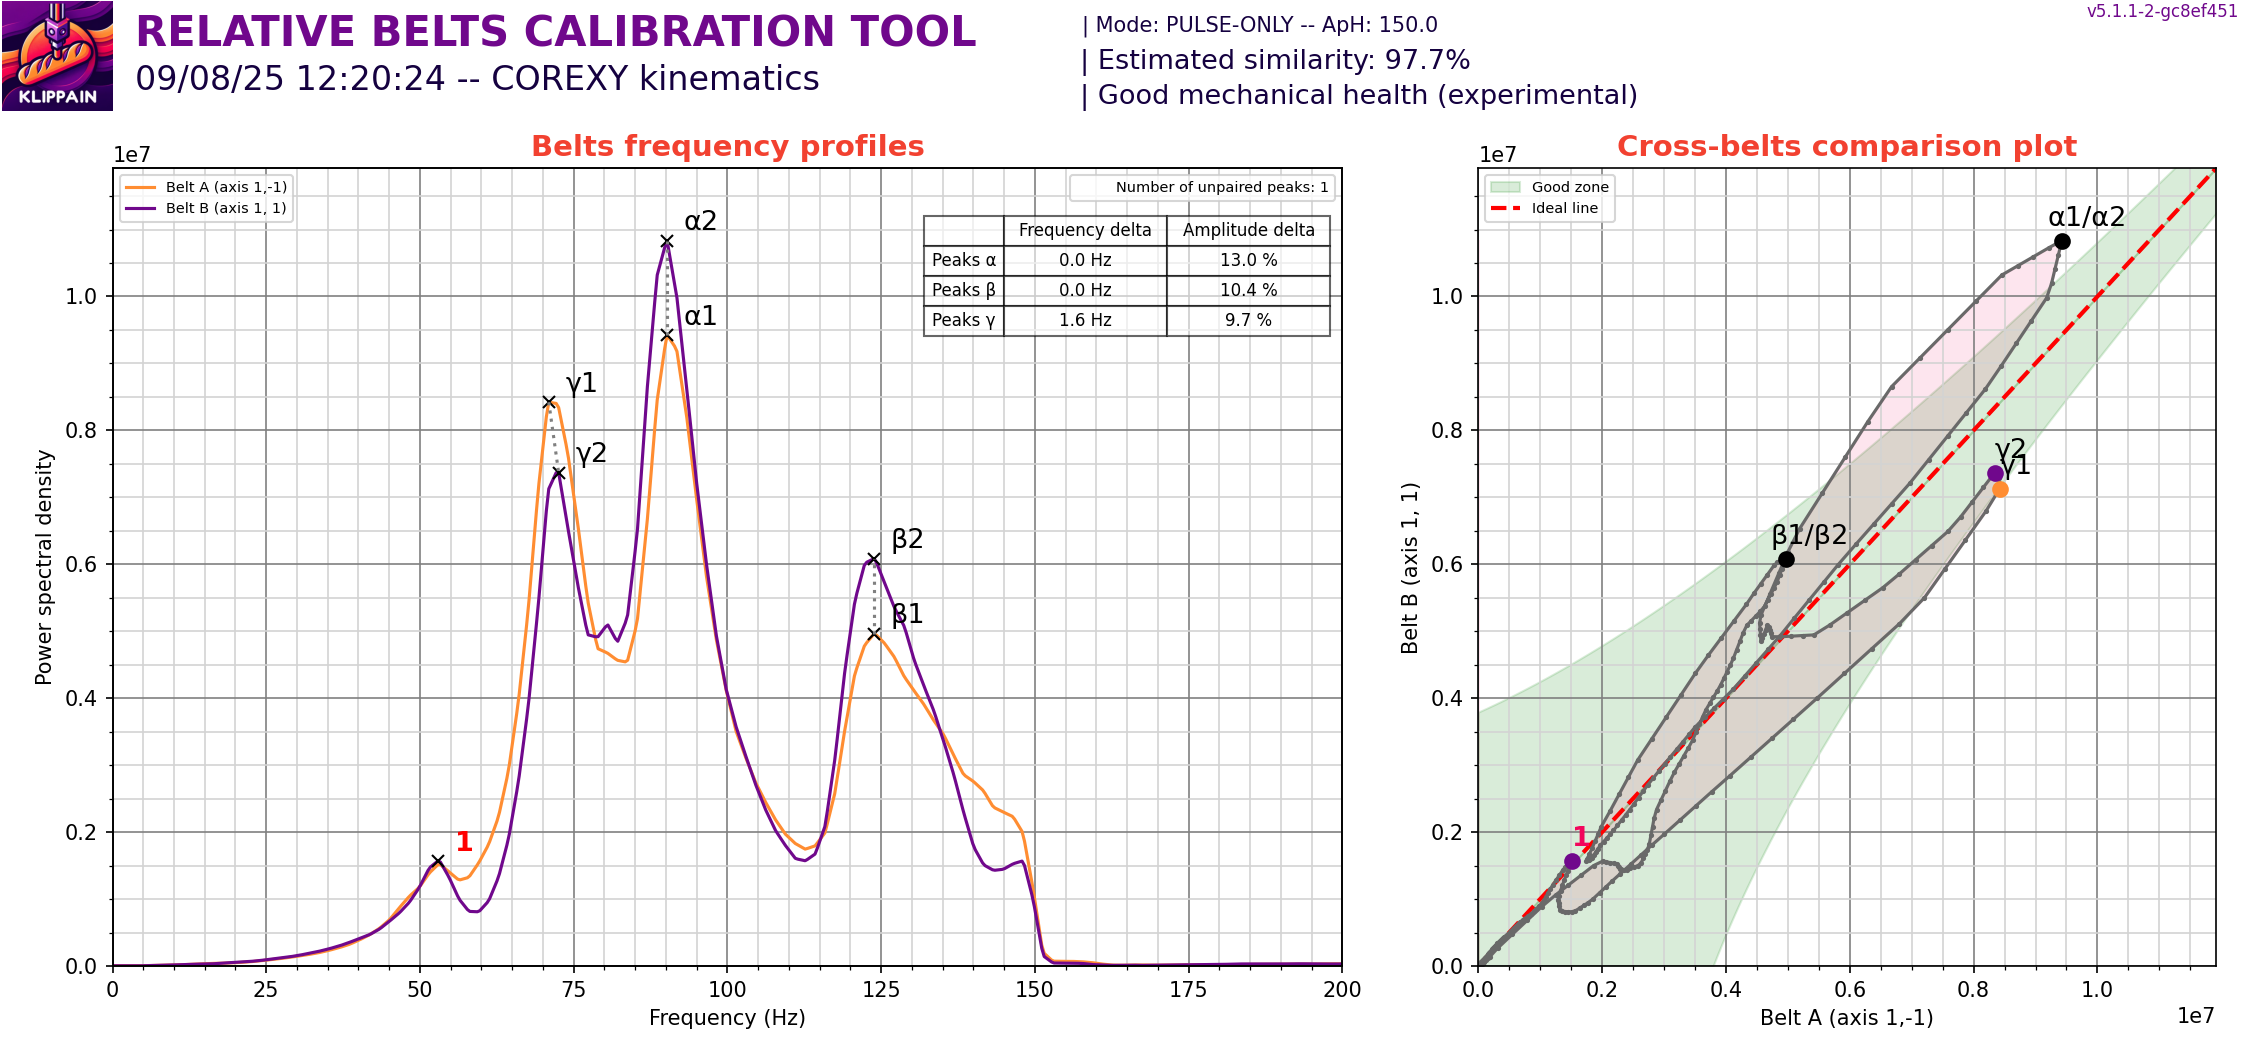 KLIPPAIN
RELATIVE BELTS CALIBRATION TOOL
09/08/25 12:20:24 -- COREXY kinematics
| Mode: PULSE-ONLY -- ApH: 150.0
| Estimated similarity: 97.7%
| Good mechanical health (experimental)
v5.1.1-2-gc8ef451
Belts frequency profiles
1e7
Belt A (axis 1,-1)
Belt B (axis 1, 1)
Number of unpaired peaks: 1
Frequency delta Amplitude delta
Peaks α 0.0 Hz 13.0 %
Peaks β 0.0 Hz 10.4 %
Peaks γ 1.6 Hz 9.7 %
α2
α1
γ1
γ2
β2
β1
1
1.0
0.8
0.6
0.4
0.2
0.0
Power spectral density
0 25 50 75 100 125 150 175 200
Frequency (Hz)
Cross-belts comparison plot
1e7
Good zone
Ideal line
α1/α2
γ2
γ1
β1/β2
1
1.0
0.8
0.6
0.4
0.2
0.0
Belt B (axis 1, 1)
0.0 0.2 0.4 0.6 0.8 1.0
Belt A (axis 1,-1)
1e7